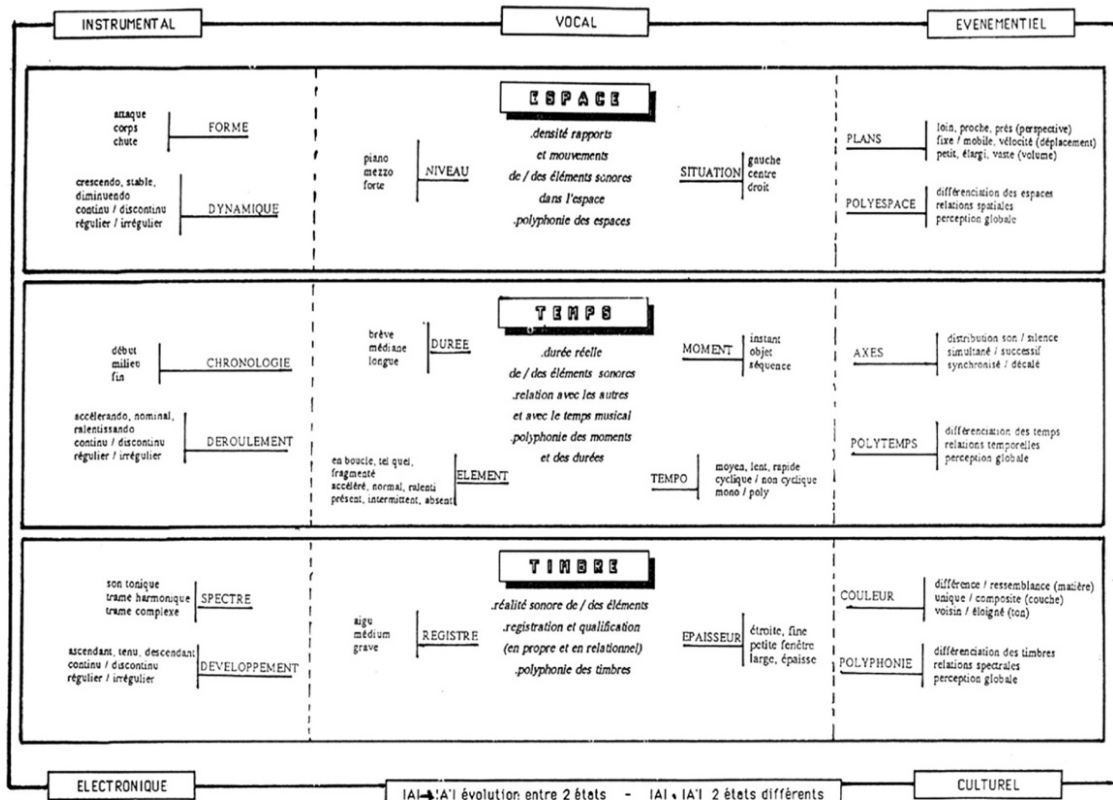 INSTRUMENTAL
VOCAL
EVENEMENTIEL
ESPACE
attaque
corps
chute
FORME
crescendo, stable,
diminuendo
continu / discontinu
régulier / irrégulier
DYNAMIQUE
piano
mezzo
forte
NIVEAU
.densité rapports
et mouvements
de / des éléments sonores
dans l'espace
.polyphonie des espaces
SITUATION
gauche
centre
droit
PLANS
loin, proche, prés (perspective)
fixe / mobile, vélocité (déplacement)
petit, élargi, vaste (volume)
POLYESPACE
différenciation des espaces
relations spatiales
perception globale
TEMPS
début
milieu
fin
CHRONOLOGIE
accélerando, nominal,
ralentissando
continu / discontinu
régulier / irrégulier
DEROULEMENT
brève
médiane
longue
DUREE
.durée réelle
de / des éléments sonores
.relation avec les autres
et avec le temps musical
.polyphonie des moments
et des durées
MOMENT
instant
objet
séquence
en boucle, tel quel,
fragmenté
accéléré, normal, ralenti
présent, intermittent, absent
ELEMENT
TEMPO
moyen, lent, rapide
cyclique / non cyclique
mono / poly
AXES
distribution son / silence
simultané / successif
synchronisé / décalé
POLYTEMPS
différenciation des temps
relations temporelles
perception globale
TIMBRE
son tonique
trame harmonique
trame complexe
SPECTRE
ascendant, tenu, descendant
continu / discontinu
régulier / irrégulier
DEVELOPPEMENT
aigu
médium
grave
REGISTRE
.réalité sonore de / des éléments
.registration et qualification
(en propre et en relationnel)
.polyphonie des timbres
EPAISSEUR
étroite, fine
petite fenêtre
large, épaisse
COULEUR
différence / ressemblance (matière)
unique / composite (couche)
voisin / éloigné (ton)
POLYPHONIE
différenciation des timbres
relations spectrales
perception globale
ELECTRONIQUE
|A|→|A'| évolution entre 2 états - |A|, |A'| 2 états différents
CULTUREL